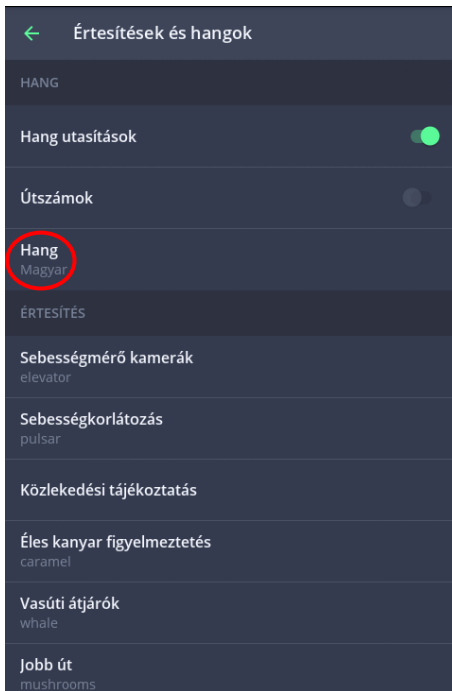 Értesítések és hangok
HANG
Hang utasítások
Útszámok
Hang
Magyar
ÉRTESÍTÉS
Sebességmérő kamerák
elevator
Sebességkorlátozás
pulsar
Közlekedési tájékoztatás
Éles kanyar figyelmeztetés
caramel
Vasúti átjárók
whale
Jobb út
mushrooms